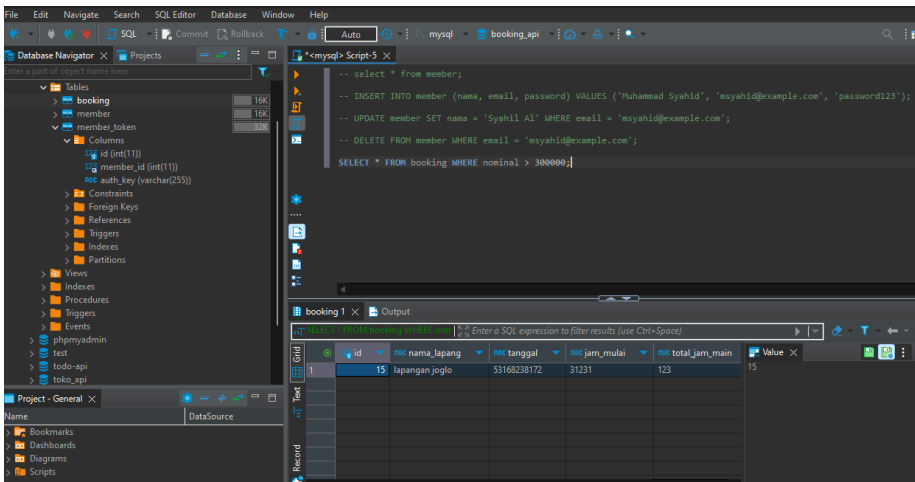 File Edit Navigate Search SQL Editor Database Window Help
SQL Commit Rollback Auto mysql booking_api
Database Navigator Projects
Enter a part of object name here
Tables
booking 16K
member 16K
member_token 32K
Columns
id (int(11))
member_id (int(11))
auth_key (varchar(255))
Constraints
Foreign Keys
References
Triggers
Indexes
Partitions
Views
Indexes
Procedures
Triggers
Events
phpmyadmin
test
todo-api
toko_api
Project - General
Name DataSource
Bookmarks
Dashboards
Diagrams
Scripts
*<mysql> Script-5
-- select * from member;
-- INSERT INTO member (nama, email, password) VALUES ('Muhammad Syahid', 'msyahid@example.com', 'password123');
-- UPDATE member SET nama = 'Syahil Al' WHERE email = 'msyahid@example.com';
-- DELETE FROM member WHERE email = 'msyahid@example.com';
SELECT * FROM booking WHERE nominal > 300000;
booking 1 Output
SELECT * FROM booking WHERE non Enter a SQL expression to filter results (use Ctrl+Space)
Grid
Text
Record
id nama_lapang tanggal jam_mulai total_jam_main
1 15 lapangan joglo 53168238172 31231 123
Value
15